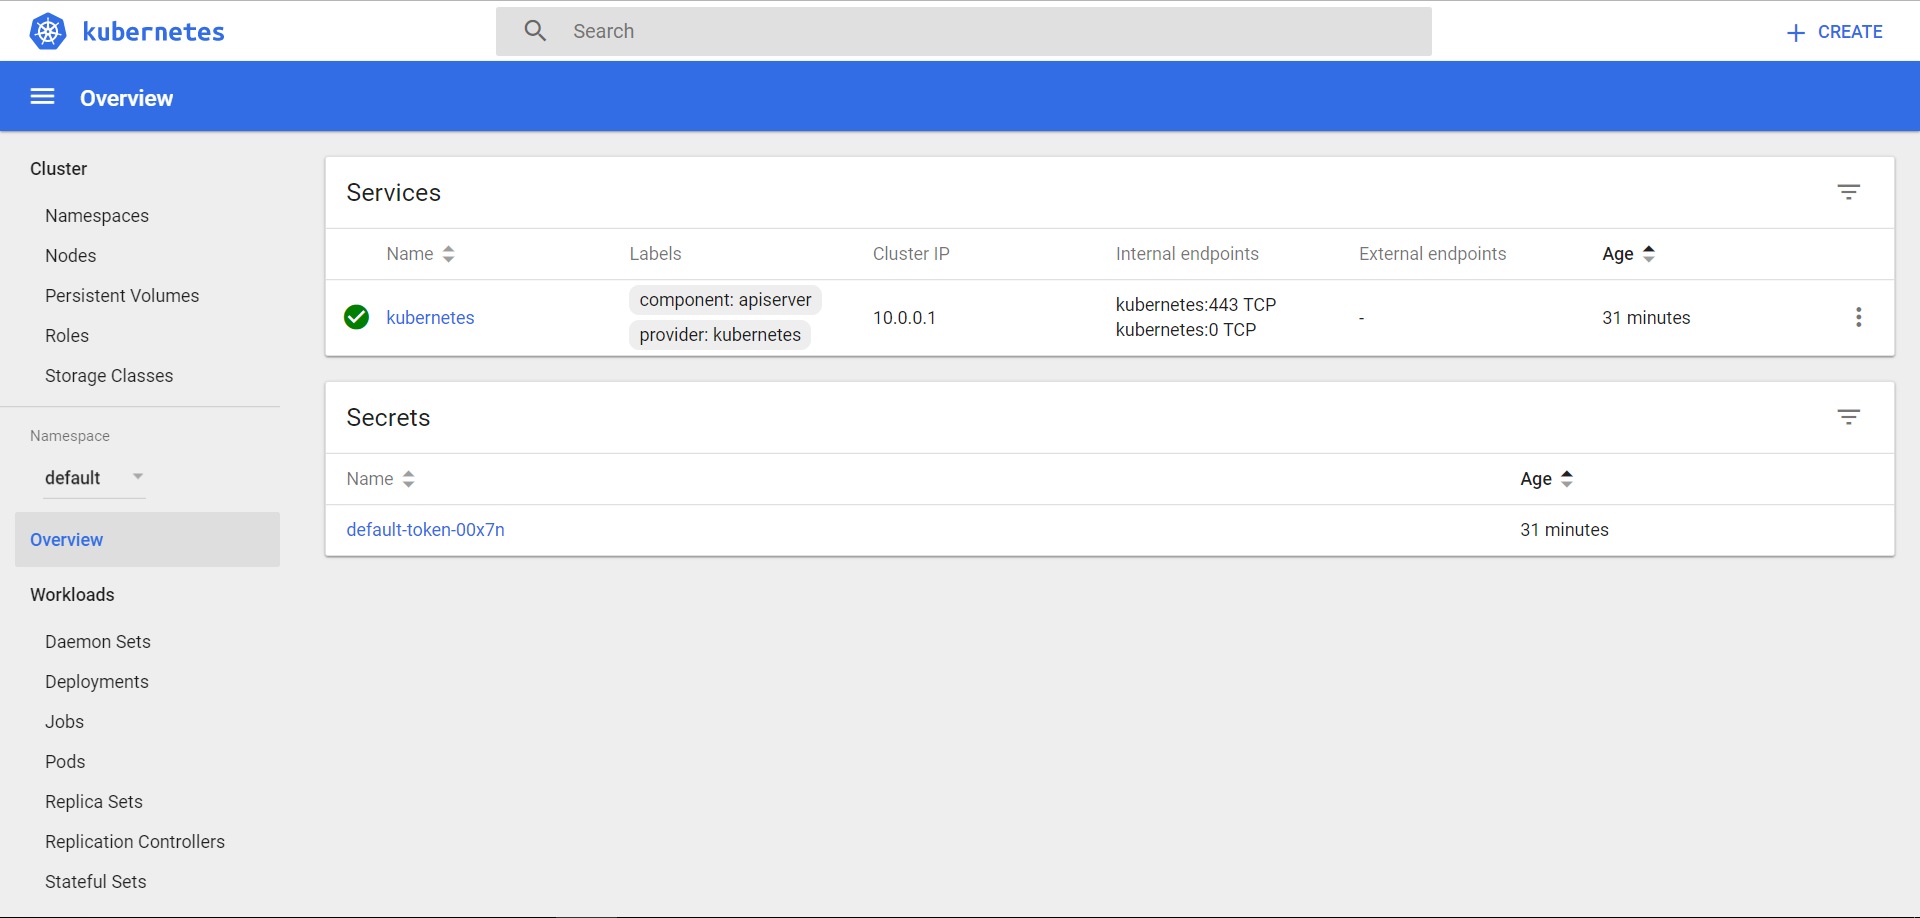 kubernetes
Search
CREATE
Overview
Cluster
Namespaces
Nodes
Persistent Volumes
Roles
Storage Classes
Namespace
default
Overview
Workloads
Daemon Sets
Deployments
Jobs
Pods
Replica Sets
Replication Controllers
Stateful Sets
Services
Name Labels Cluster IP Internal endpoints External endpoints Age
kubernetes component: apiserver provider: kubernetes 10.0.0.1 kubernetes:443 TCP kubernetes:0 TCP - 31 minutes
Secrets
Name Age
default-token-00x7n 31 minutes